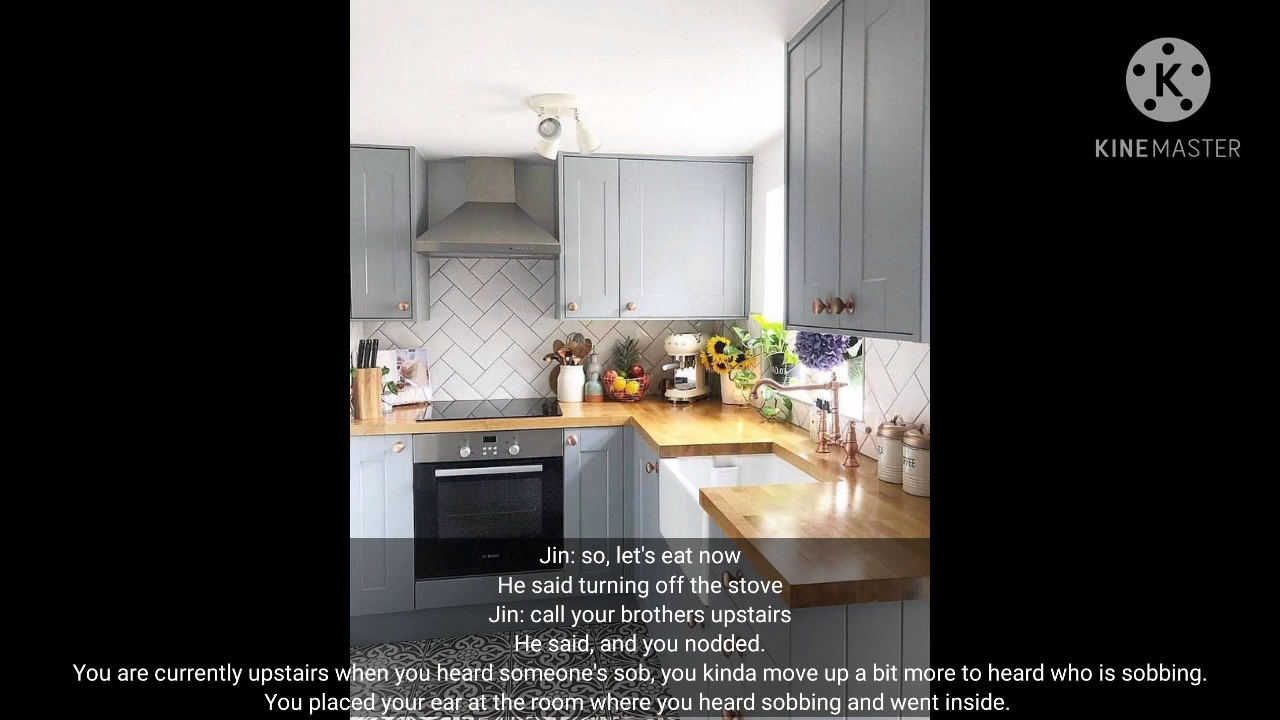 KINEMASTER
FFEE
Jin: so, let's eat now
He said turning off the stove
Jin: call your brothers upstairs
He said, and you nodded.
You are currently upstairs when you heard someone's sob, you kinda move up a bit more to heard who is sobbing.
You placed your ear at the room where you heard sobbing and went inside.